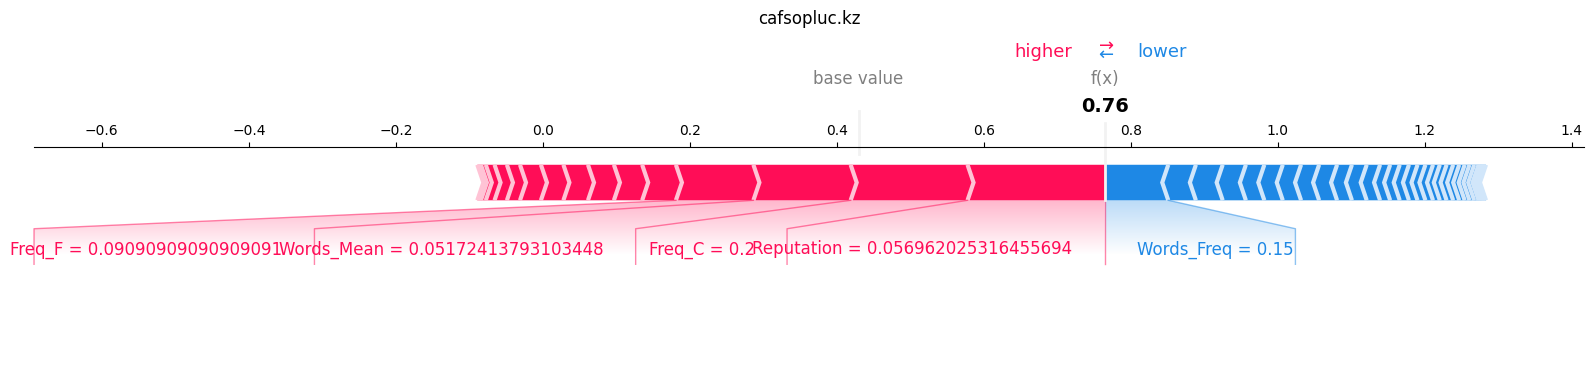 cafsopluc.kz
higher ⇄ lower
base value f(x)
0.76
−0.6 −0.4 −0.2 0.0 0.2 0.4 0.6 0.8 1.0 1.2 1.4
Freq_F = 0.09090909090909091 Words_Mean = 0.05172413793103448 Freq_C = 0.2 Reputation = 0.056962025316455694 Words_Freq = 0.15